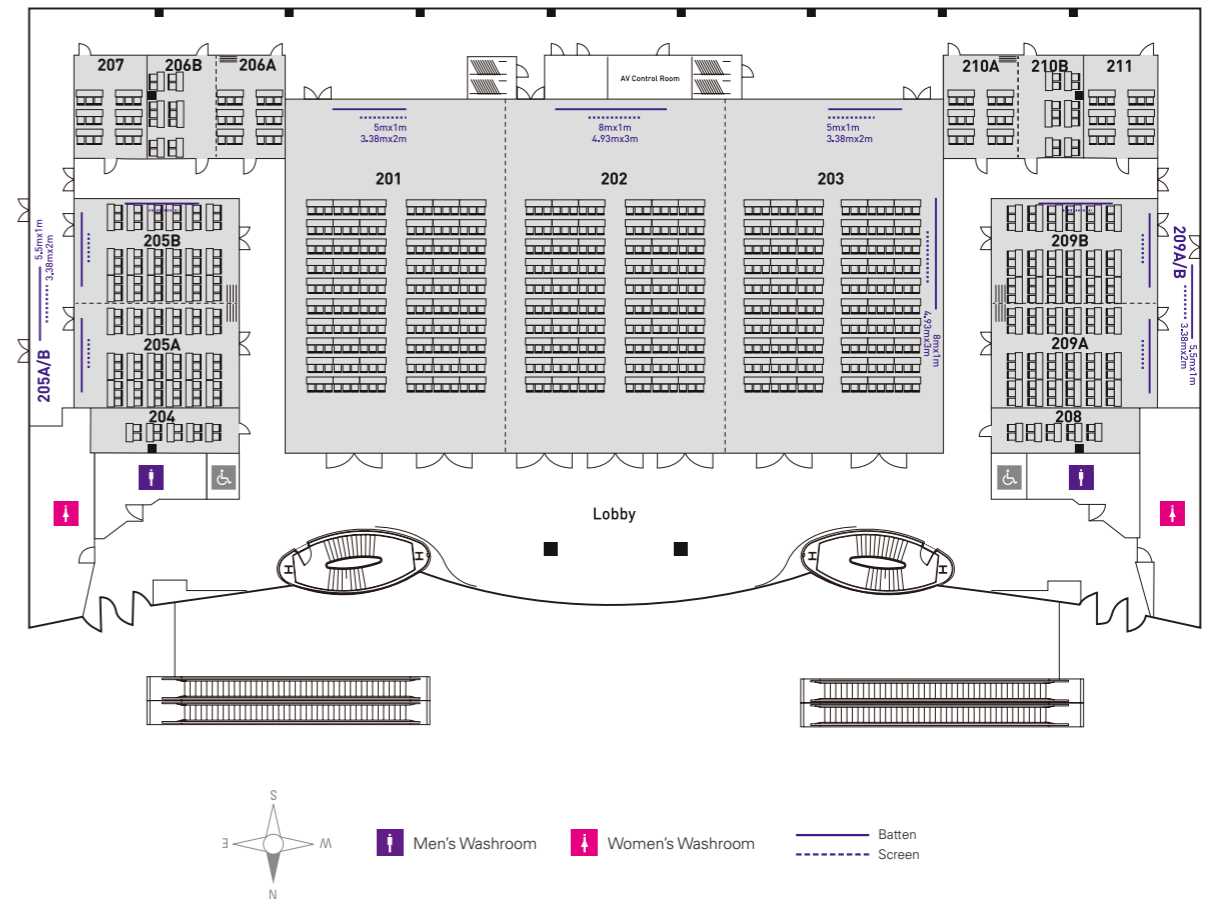 207
206B
206A
AV Control Room
210A
210B
211
5mx1m
3.38mx2m
8mx1m
4.93mx3m
5mx1m
3.38mx2m
201
202
203
205B
209B
205A/B
5.5mx1m
3.38mx2m
209A/B
5.5mx1m
3.38mx2m
8mx1m
4.93mx3m
205A
209A
204
208
Lobby
S
E
W
N
Men's Washroom
Women's Washroom
Batten
Screen